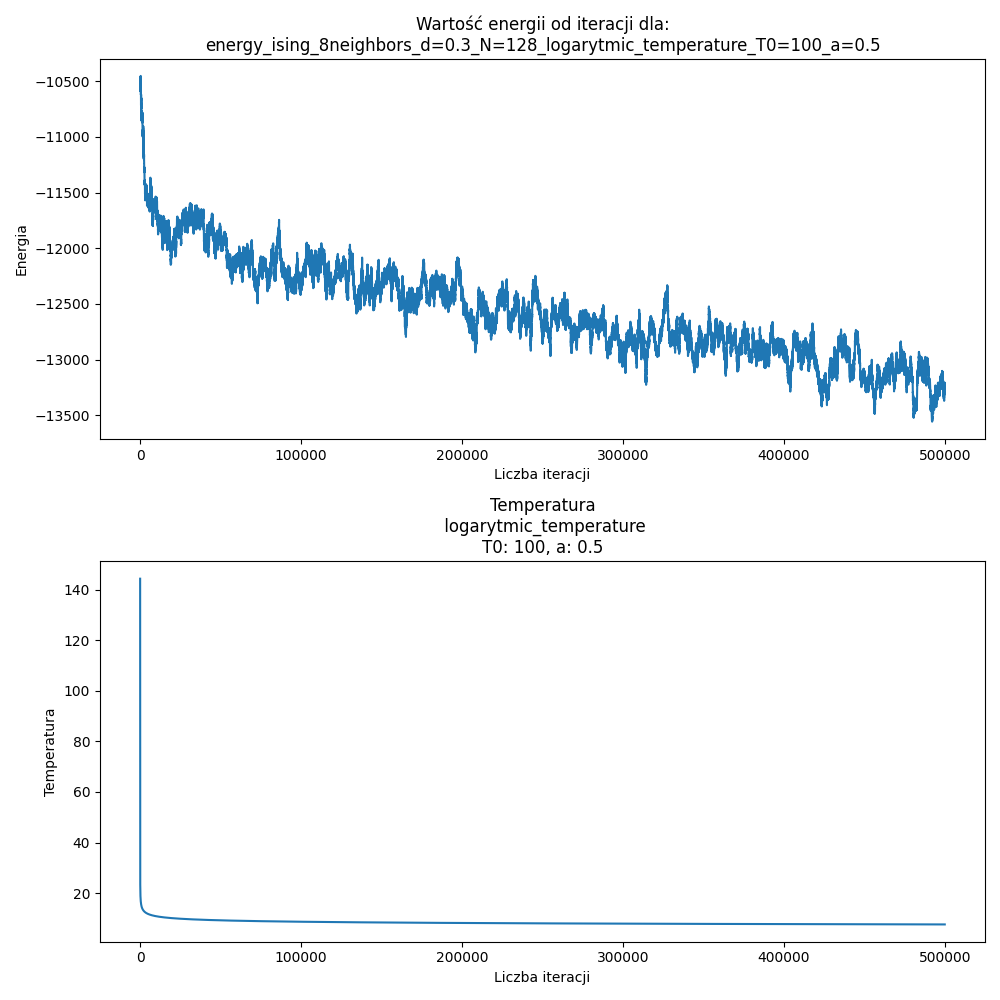 Wartość energii od iteracji dla:
energy_ising_8neighbors_d=0.3_N=128_logarytmic_temperature_T0=100_a=0.5
−10500
−11000
−11500
−12000
−12500
−13000
−13500
Energia
0 100000 200000 300000 400000 500000
Liczba iteracji
Temperatura
logarytmic_temperature
T0: 100, a: 0.5
140
120
100
80
60
40
20
Temperatura
0 100000 200000 300000 400000 500000
Liczba iteracji